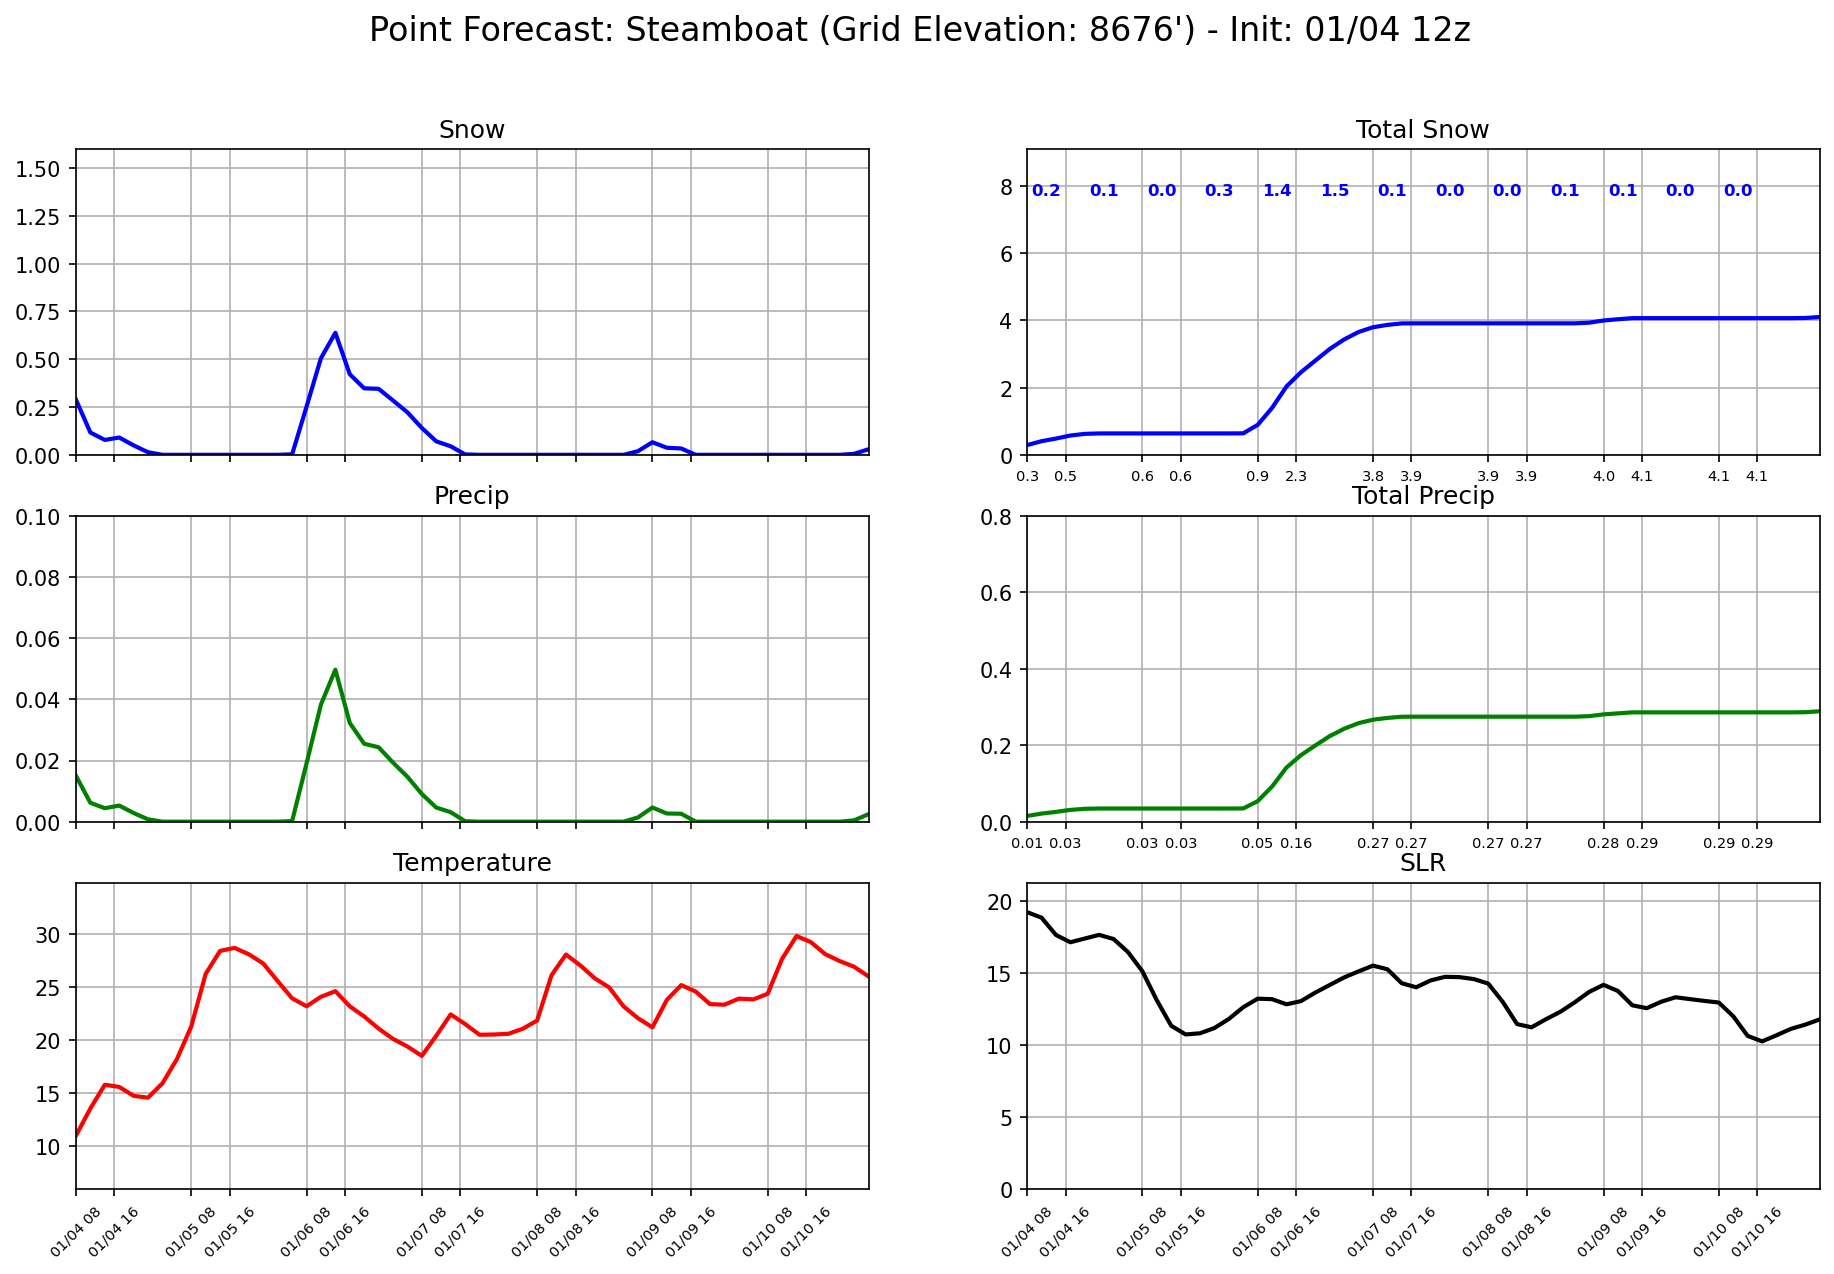 Point Forecast: Steamboat (Grid Elevation: 8676') - Init: 01/04 12z
Snow
1.50
1.25
1.00
0.75
0.50
0.25
0.00
Total Snow
8
6
4
2
0
0.2 0.1 0.0 0.3 1.4 1.5 0.1 0.0 0.0 0.1 0.1 0.0 0.0
0.3 0.5 0.6 0.6 0.9 2.3 3.8 3.9 3.9 3.9 4.0 4.1 4.1 4.1
Precip
0.10
0.08
0.06
0.04
0.02
0.00
Total Precip
0.8
0.6
0.4
0.2
0.0
0.01 0.03 0.03 0.03 0.05 0.16 0.27 0.27 0.27 0.27 0.28 0.29 0.29 0.29
Temperature
30
25
20
15
10
01/04 08 01/04 16 01/05 08 01/05 16 01/06 08 01/06 16 01/07 08 01/07 16 01/08 08 01/08 16 01/09 08 01/09 16 01/10 08 01/10 16
SLR
20
15
10
5
0
01/04 08 01/04 16 01/05 08 01/05 16 01/06 08 01/06 16 01/07 08 01/07 16 01/08 08 01/08 16 01/09 08 01/09 16 01/10 08 01/10 16